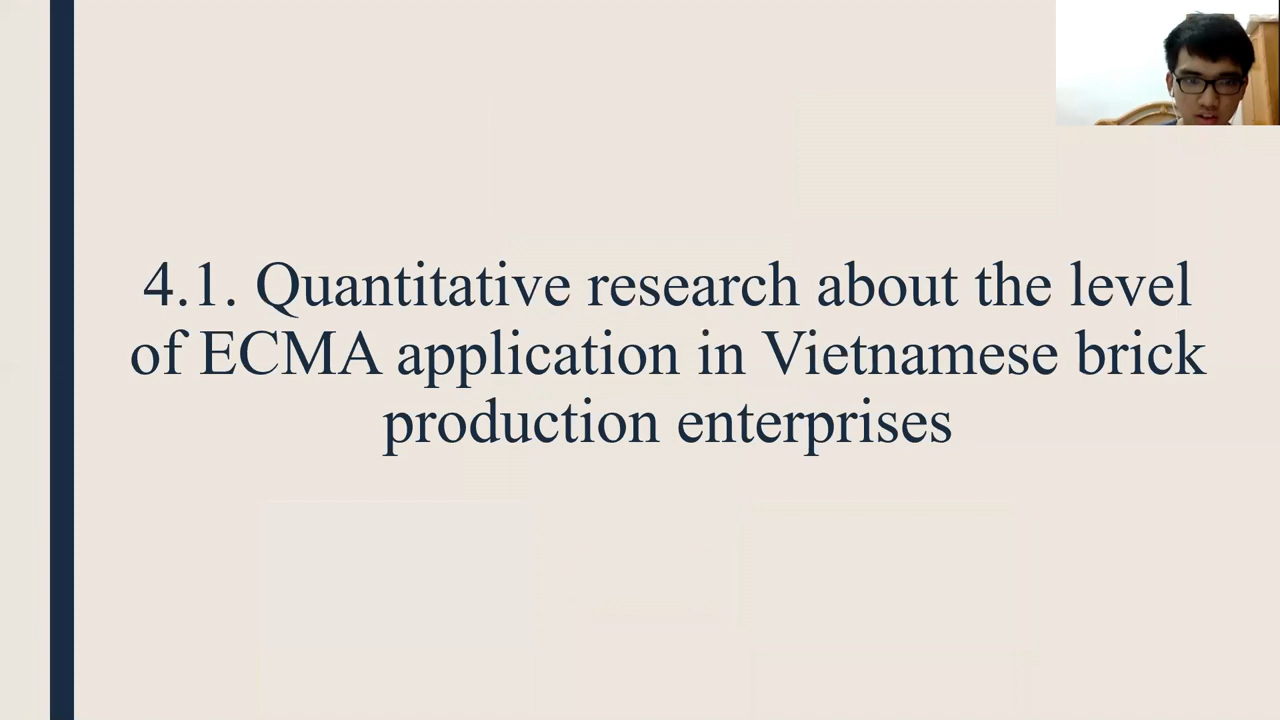 4.1. Quantitative research about the level
of ECMA application in Vietnamese brick
production enterprises